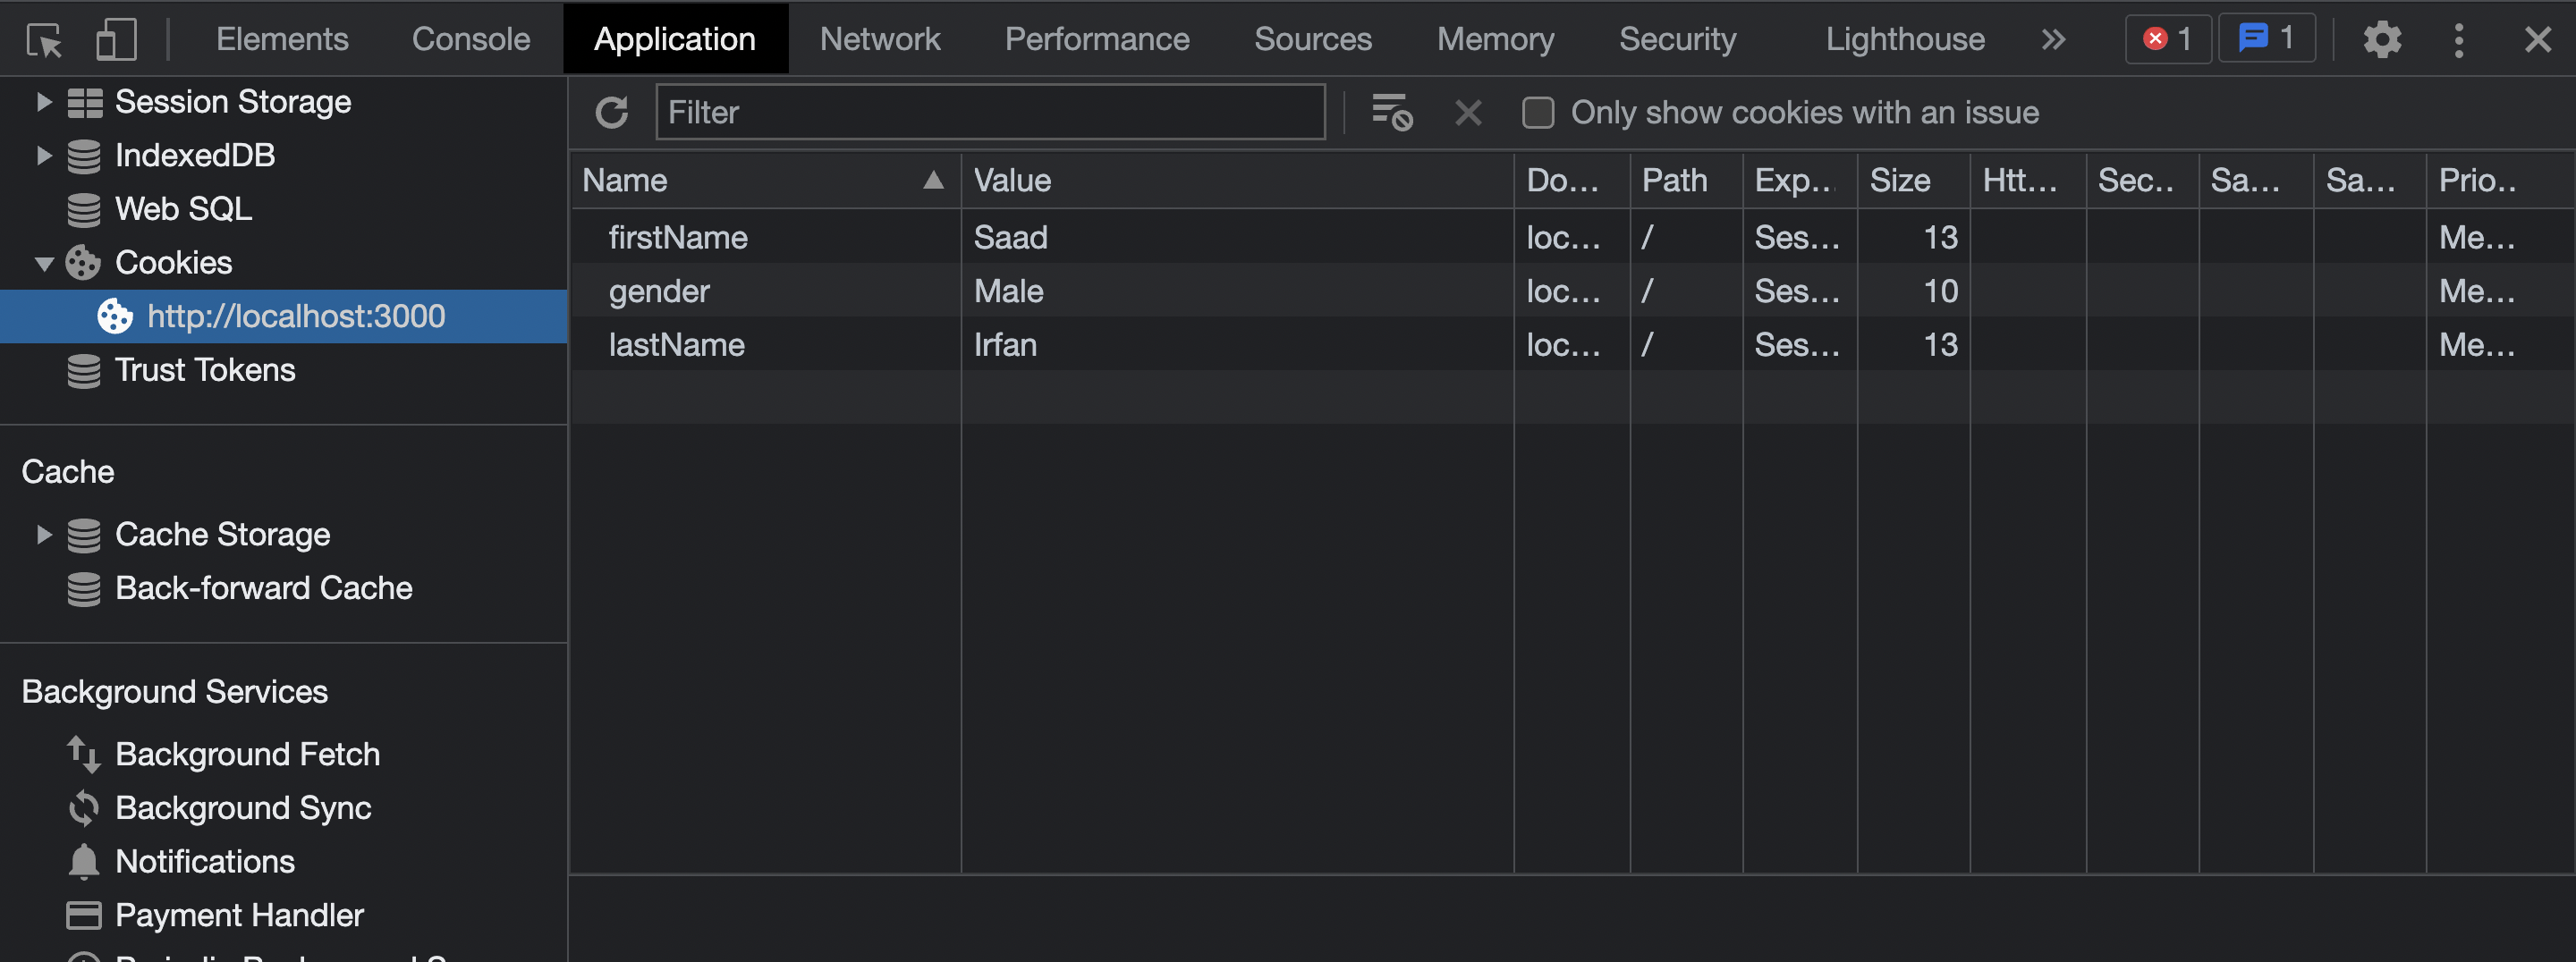 Elements Console Application Network Performance Sources Memory Security Lighthouse 1 1
Session Storage
IndexedDB
Web SQL
Cookies
http://localhost:3000
Trust Tokens
Cache
Cache Storage
Back-forward Cache
Background Services
Background Fetch
Background Sync
Notifications
Payment Handler
Filter Only show cookies with an issue
Name Value Do... Path Exp... Size Htt... Sec.. Sa... Sa... Prio..
firstName Saad loc... / Ses... 13 Me...
gender Male loc... / Ses... 10 Me...
lastName Irfan loc... / Ses... 13 Me...